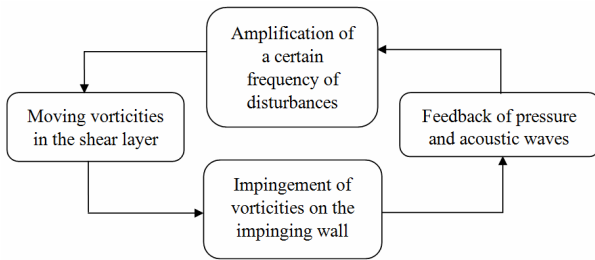 Amplification of
a certain
frequency of
disturbances
Moving vorticities
in the shear layer
Feedback of pressure
and acoustic waves
Impingement of
vorticities on the
impinging wall